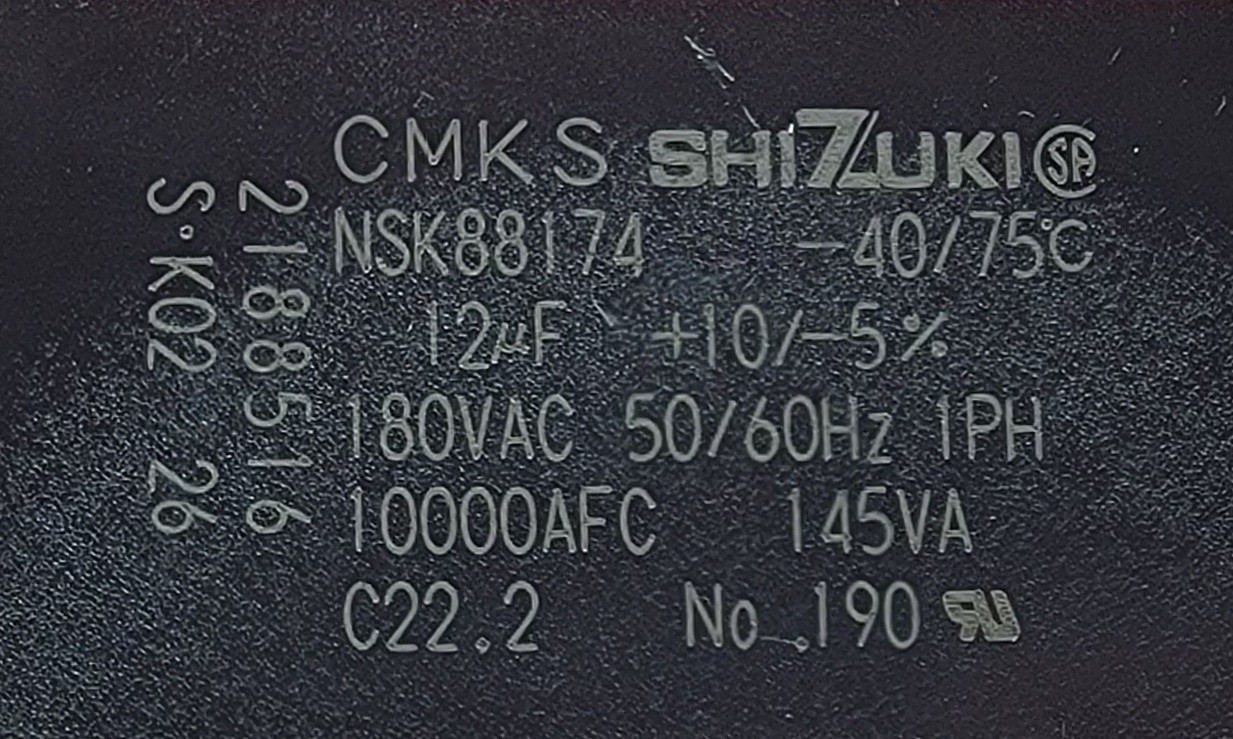 CMKS SHIZUKI SA
NSK88174 -40/75℃
12μF +10/-5%
180VAC 50/60Hz 1PH
10000AFC 145VA
C22.2 No.190 RU
2188516
S·K02 26